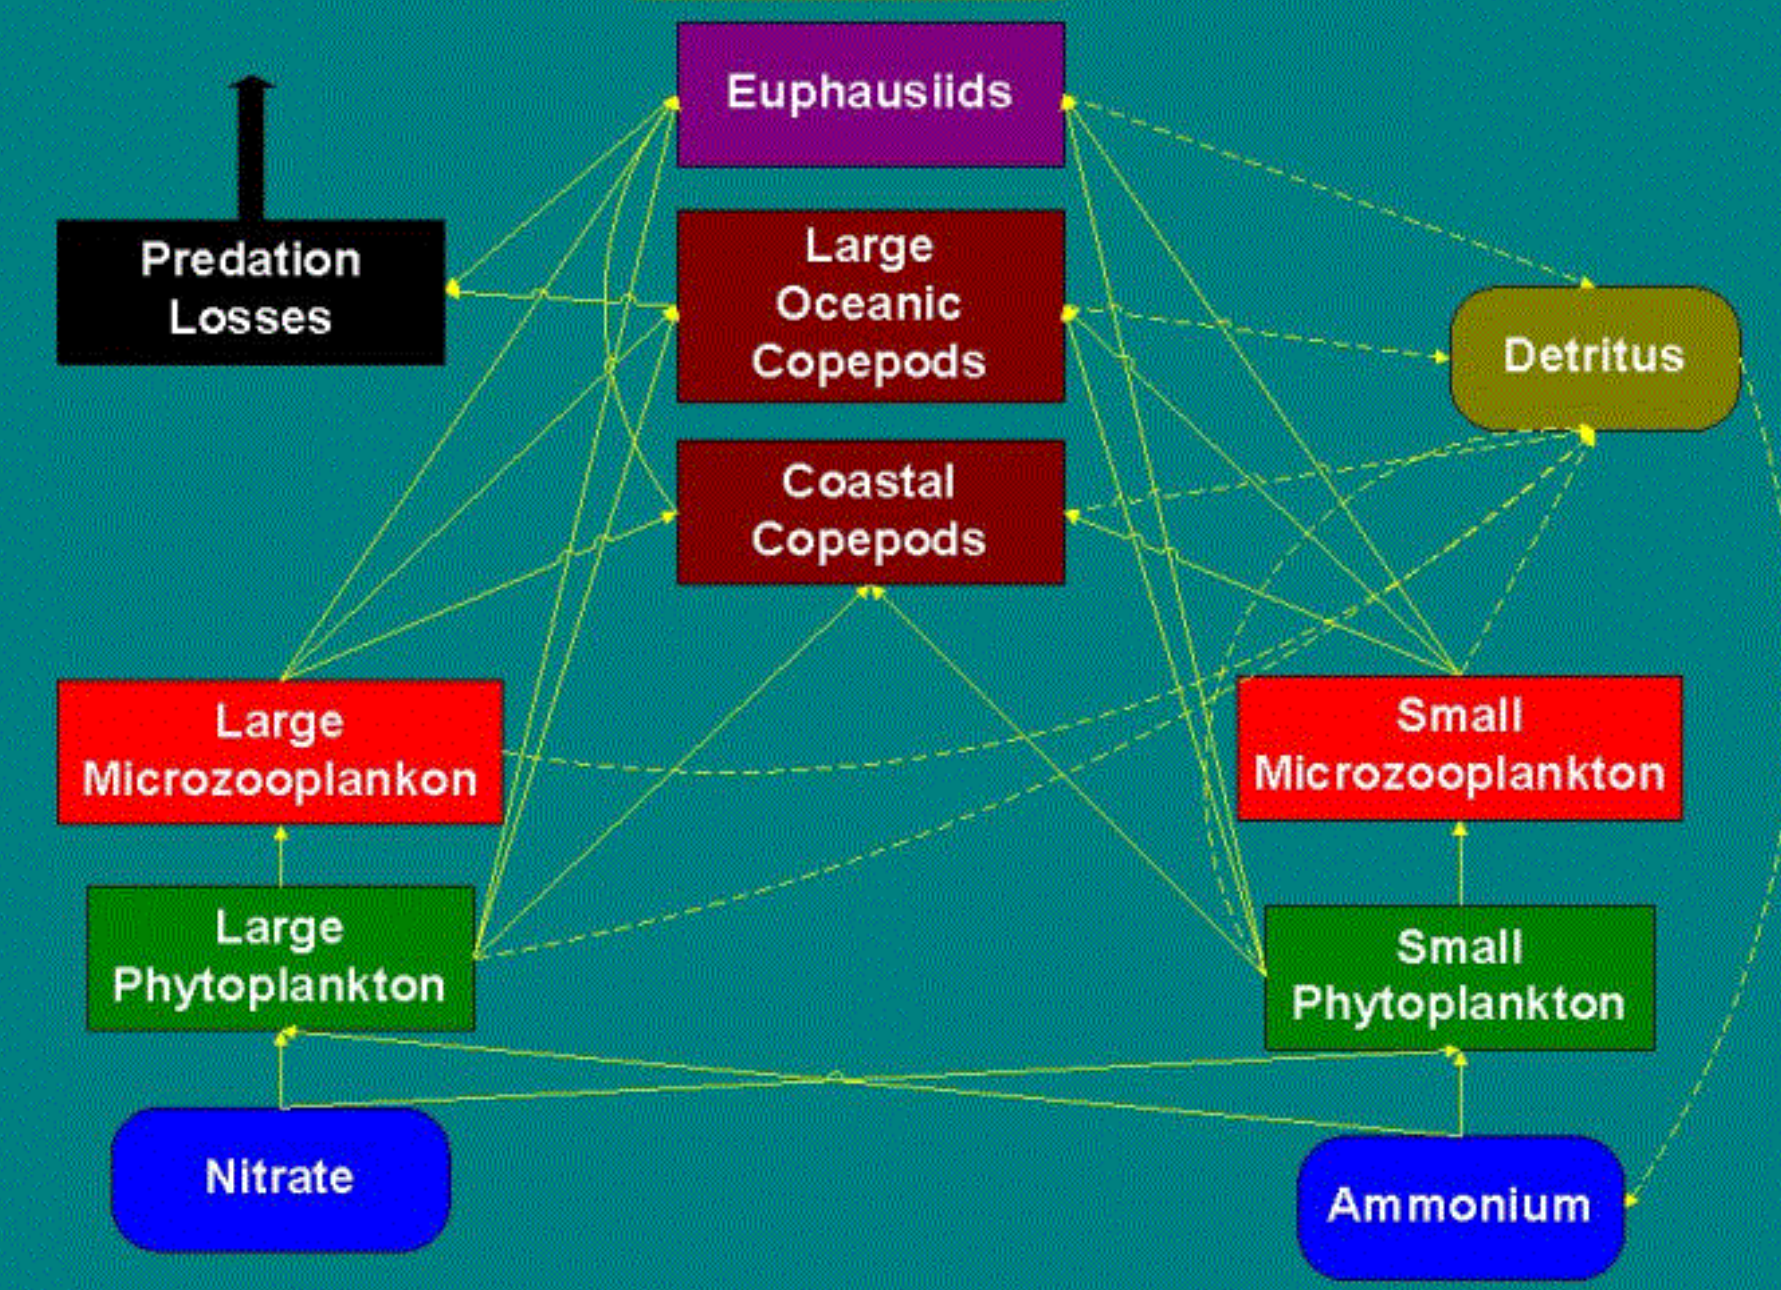 Euphausiids
Predation
Losses
Large
Oceanic
Copepods
Detritus
Coastal
Copepods
Large
Microzooplankon
Small
Microzooplankton
Large
Phytoplankton
Small
Phytoplankton
Nitrate
Ammonium